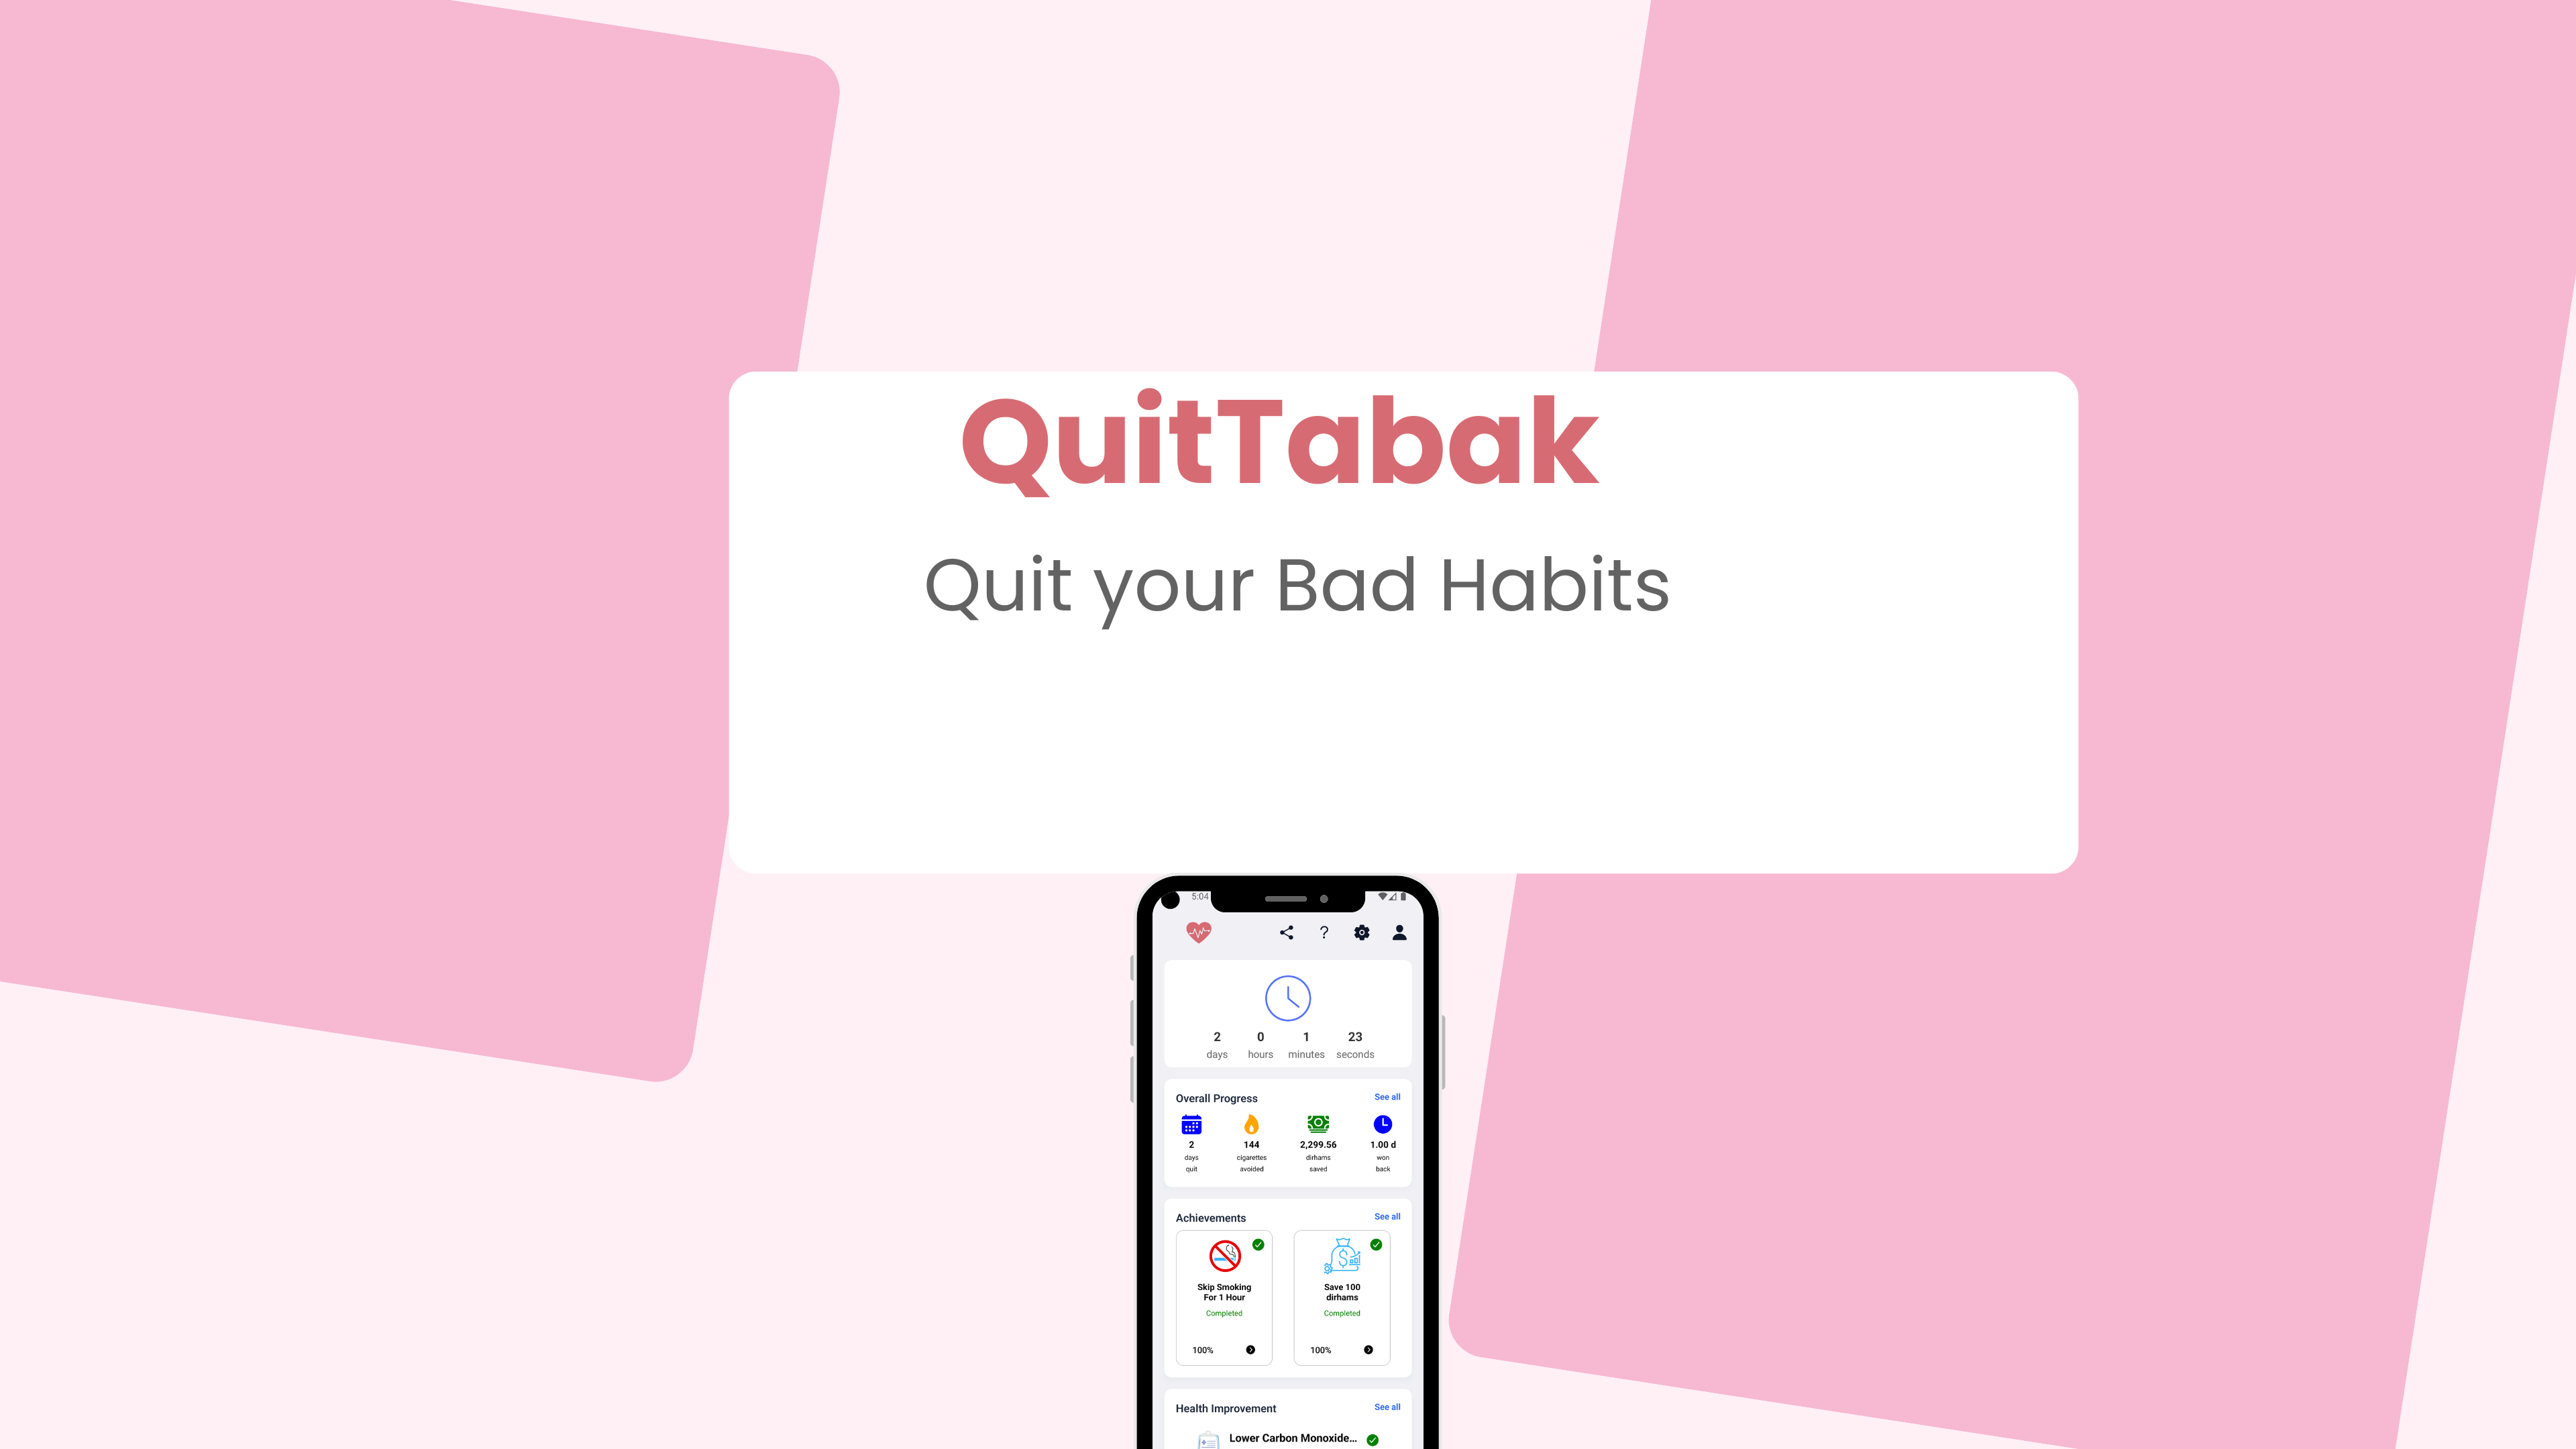 QuitTabak
Quit your Bad Habits
5:04
?
2 0 1 23
days hours minutes seconds
Overall Progress See all
2 144 2,299.56 1.00 d
days cigarettes dirhams won
quit avoided saved back
Achievements See all
Skip Smoking
For 1 Hour
Completed
100%
Save 100
dirhams
Completed
100%
Health Improvement See all
Lower Carbon Monoxide...